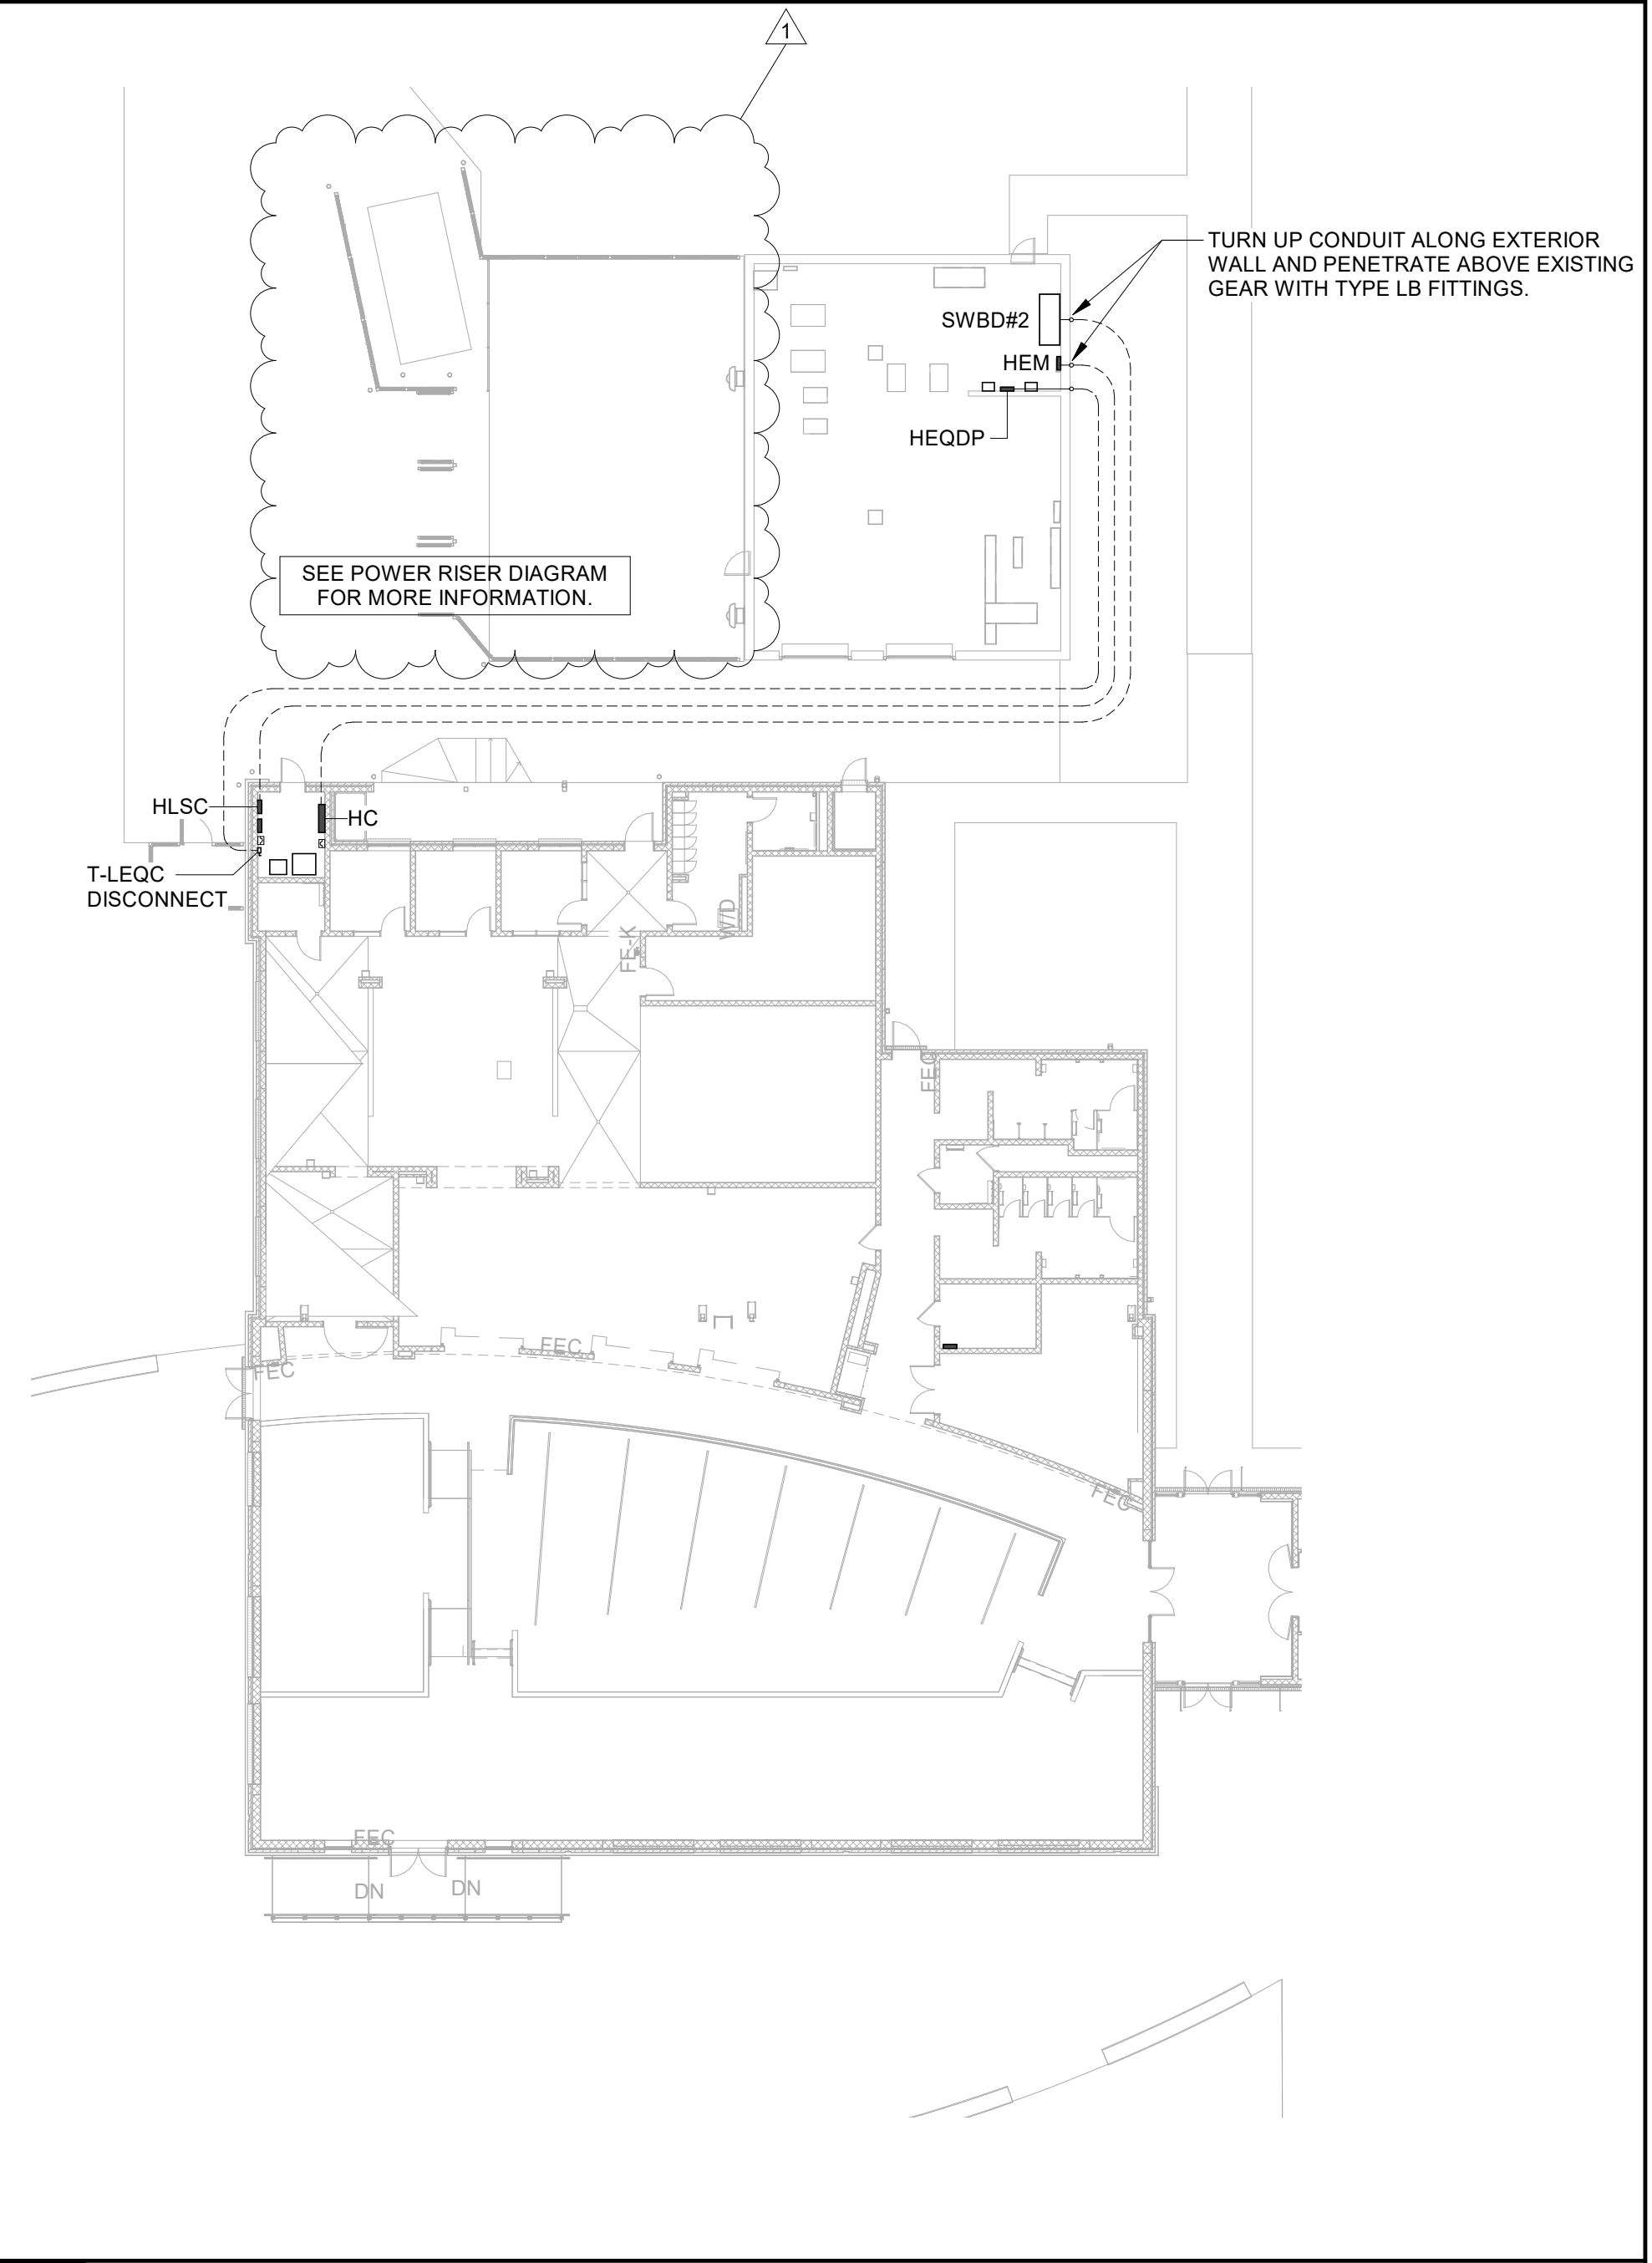 1
TURN UP CONDUIT ALONG EXTERIOR
WALL AND PENETRATE ABOVE EXISTING
GEAR WITH TYPE LB FITTINGS.
SWBD#2
HEM
HEQDP
SEE POWER RISER DIAGRAM
FOR MORE INFORMATION.
HLSC
HC
T-LEQC
DISCONNECT
W/D
FE-K
FEC
FEC
FEC
FEC
FEC
DN
DN